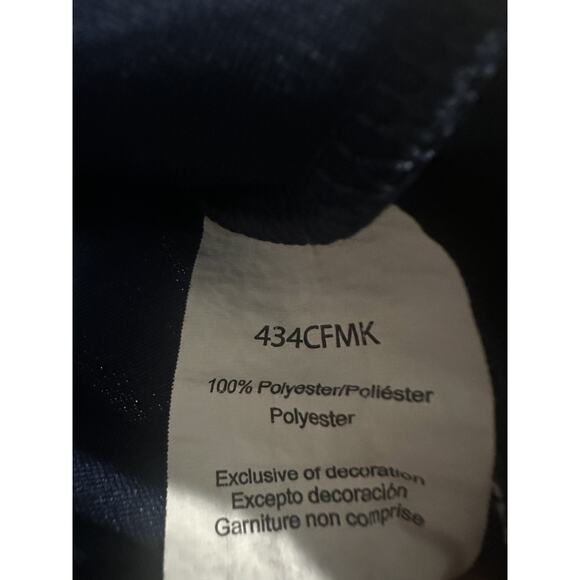 434CFMK
100% Polyester/Poliéster
Polyester
Exclusive of decoration
Excepto decoración
Garniture non comprise